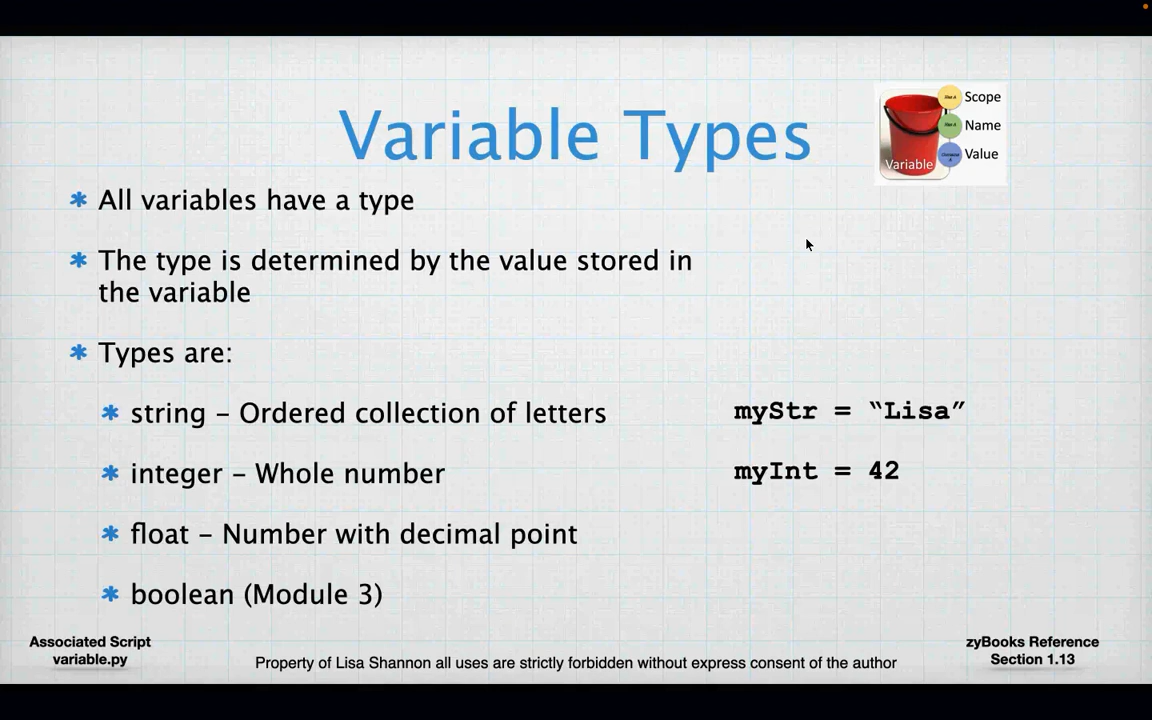 Variable Types
Scope
Name
Value
Variable
* All variables have a type
* The type is determined by the value stored in
the variable
* Types are:
* string – Ordered collection of letters
myStr = “Lisa”
* integer – Whole number
myInt = 42
* float – Number with decimal point
* boolean (Module 3)
Associated Script
variable.py
Property of Lisa Shannon all uses are strictly forbidden without express consent of the author
zyBooks Reference
Section 1.13